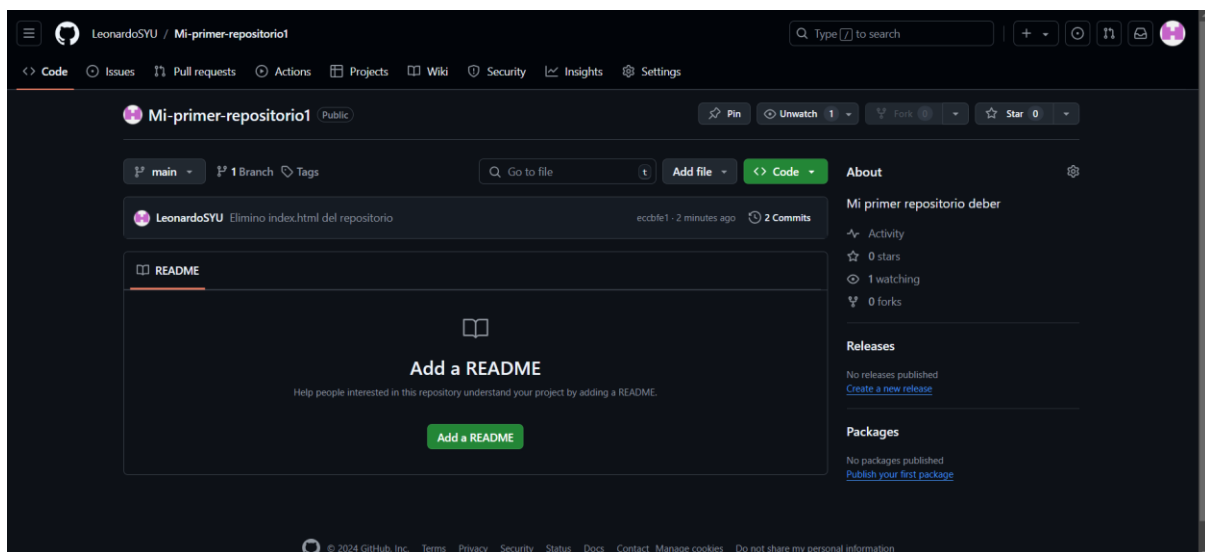 LeonardoSYU / Mi-primer-repositorio1
Type / to search
Code Issues Pull requests Actions Projects Wiki Security Insights Settings
Mi-primer-repositorio1 Public
Pin Unwatch 1 Fork 0 Star 0
main 1 Branch Tags
Go to file t Add file Code
LeonardoSYU Elimino index.html del repositorio
eccbfe1 · 2 minutes ago 2 Commits
README
Add a README
Help people interested in this repository understand your project by adding a README.
Add a README
About
Mi primer repositorio deber
Activity
0 stars
1 watching
0 forks
Releases
No releases published
Create a new release
Packages
No packages published
Publish your first package
© 2024 GitHub, Inc. Terms Privacy Security Status Docs Contact Manage cookies Do not share my personal information